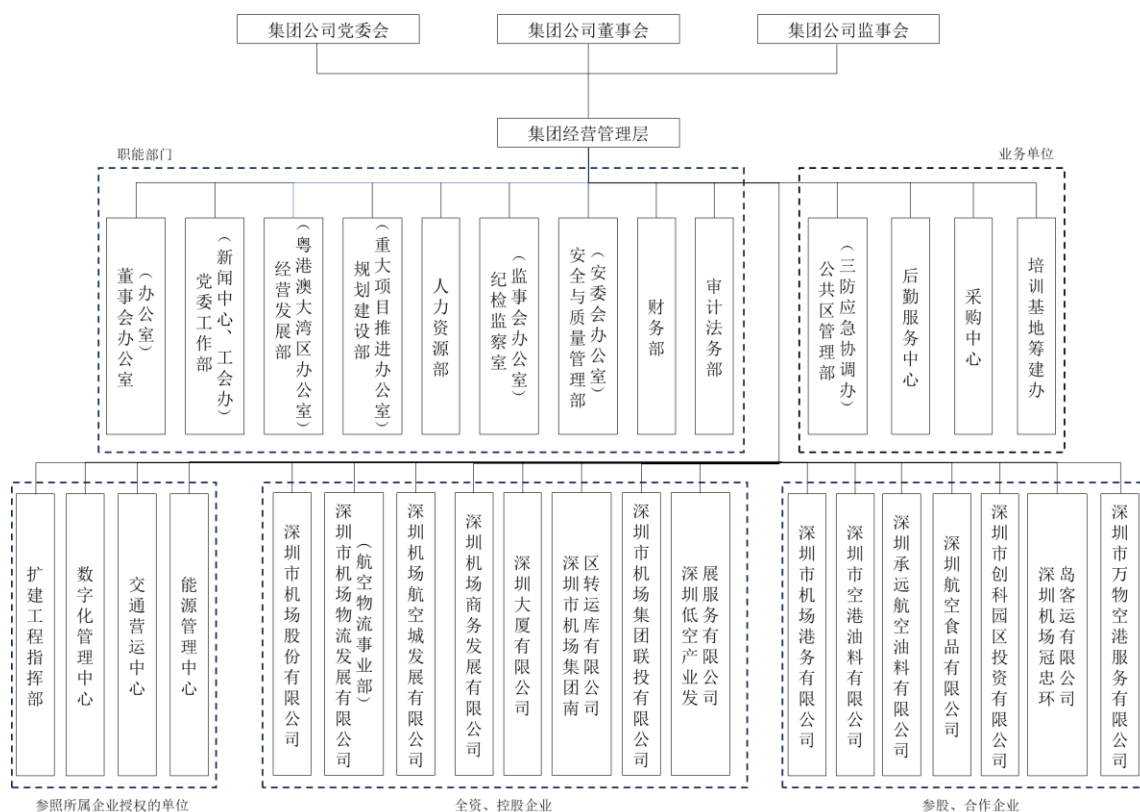 集团公司党委会
集团公司董事会
集团公司监事会
集团经营管理层
职能部门
业务单位
董事会办公室
（办公室）
党委工作部
（新闻中心、工会办）
经营发展部
（粤港澳大湾区办公室）
规划建设部
（重大项目推进办公室）
人力资源部
纪检监察室
（监事会办公室）
安全与质量管理部
（安委会办公室）
财务部
审计法务部
公共区管理部
（三防应急协调办）
后勤服务中心
采购中心
培训基地筹建办
扩建工程指挥部
数字化管理中心
交通营运中心
能源管理中心
深圳市机场股份有限公司
深圳市机场物流发展有限公司
（航空物流事业部）
深圳机场航空城发展有限公司
深圳机场商务发展有限公司
深圳大厦有限公司
深圳市机场集团南
区转运库有限公司
深圳市机场集团联投有限公司
深圳低空产业发
展服务有限公司
深圳市机场港务有限公司
深圳市空港油料有限公司
深圳承远航空油料有限公司
深圳航空食品有限公司
深圳市创科园区投资有限公司
深圳机场冠忠环
岛客运有限公司
深圳市万物空港服务有限公司
参照所属企业授权的单位
全资、控股企业
参股、合作企业